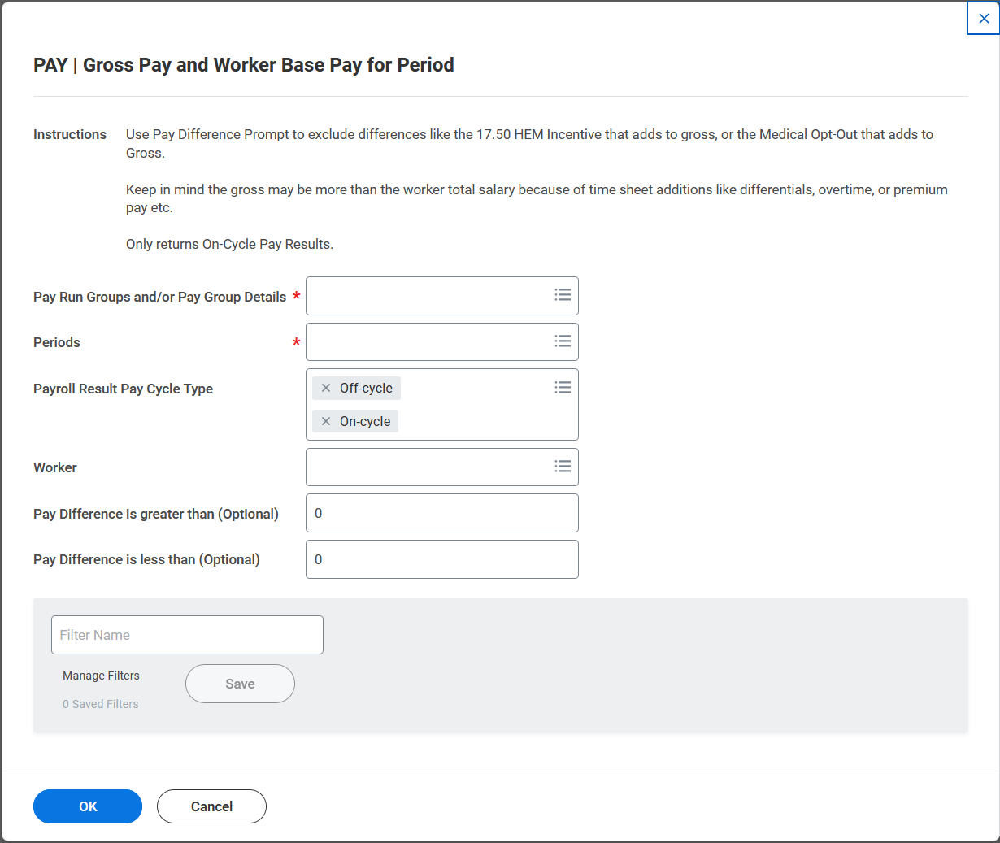 PAY | Gross Pay and Worker Base Pay for Period
Instructions
Use Pay Difference Prompt to exclude differences like the 17.50 HEM Incentive that adds to gross, or the Medical Opt-Out that adds to
Gross.
Keep in mind the gross may be more than the worker total salary because of time sheet additions like differentials, overtime, or premium
pay etc.
Only returns On-Cycle Pay Results.
Pay Run Groups and/or Pay Group Details *
Periods *
Payroll Result Pay Cycle Type
Off-cycle
On-cycle
Worker
Pay Difference is greater than (Optional) 0
Pay Difference is less than (Optional) 0
Filter Name
Manage Filters
Save
0 Saved Filters
OK
Cancel